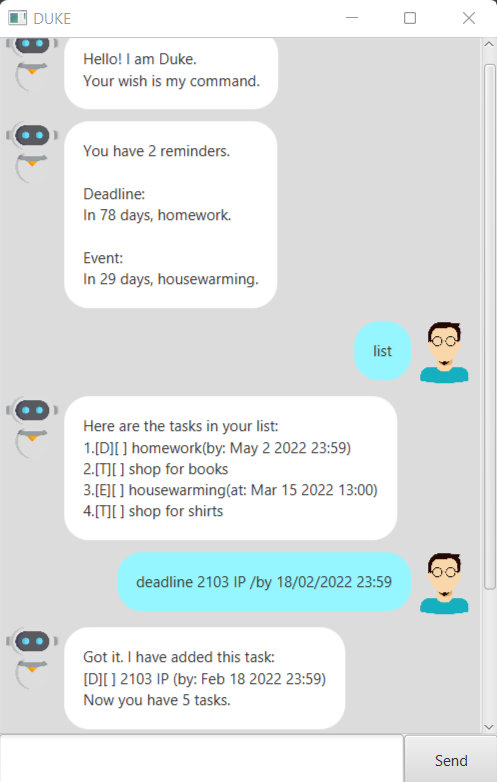 DUKE
Hello! I am Duke.
Your wish is my command.
You have 2 reminders.
Deadline:
In 78 days, homework.
Event:
In 29 days, housewarming.
list
Here are the tasks in your list:
1.[D][ ] homework(by: May 2 2022 23:59)
2.[T][ ] shop for books
3.[E][ ] housewarming(at: Mar 15 2022 13:00)
4.[T][ ] shop for shirts
deadline 2103 IP /by 18/02/2022 23:59
Got it. I have added this task:
[D][ ] 2103 IP (by: Feb 18 2022 23:59)
Now you have 5 tasks.
Send